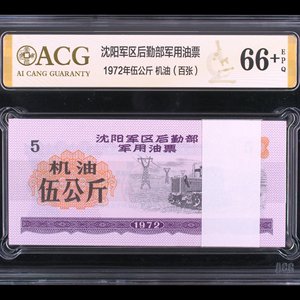 ACG
AI CANG GUARANTY
沈阳军区后勤部军用油票
1972年伍公斤 机油（百张）
66+
EPQ
5
沈阳军区后勤部
军用油票
机油
伍公斤
1972
ACG